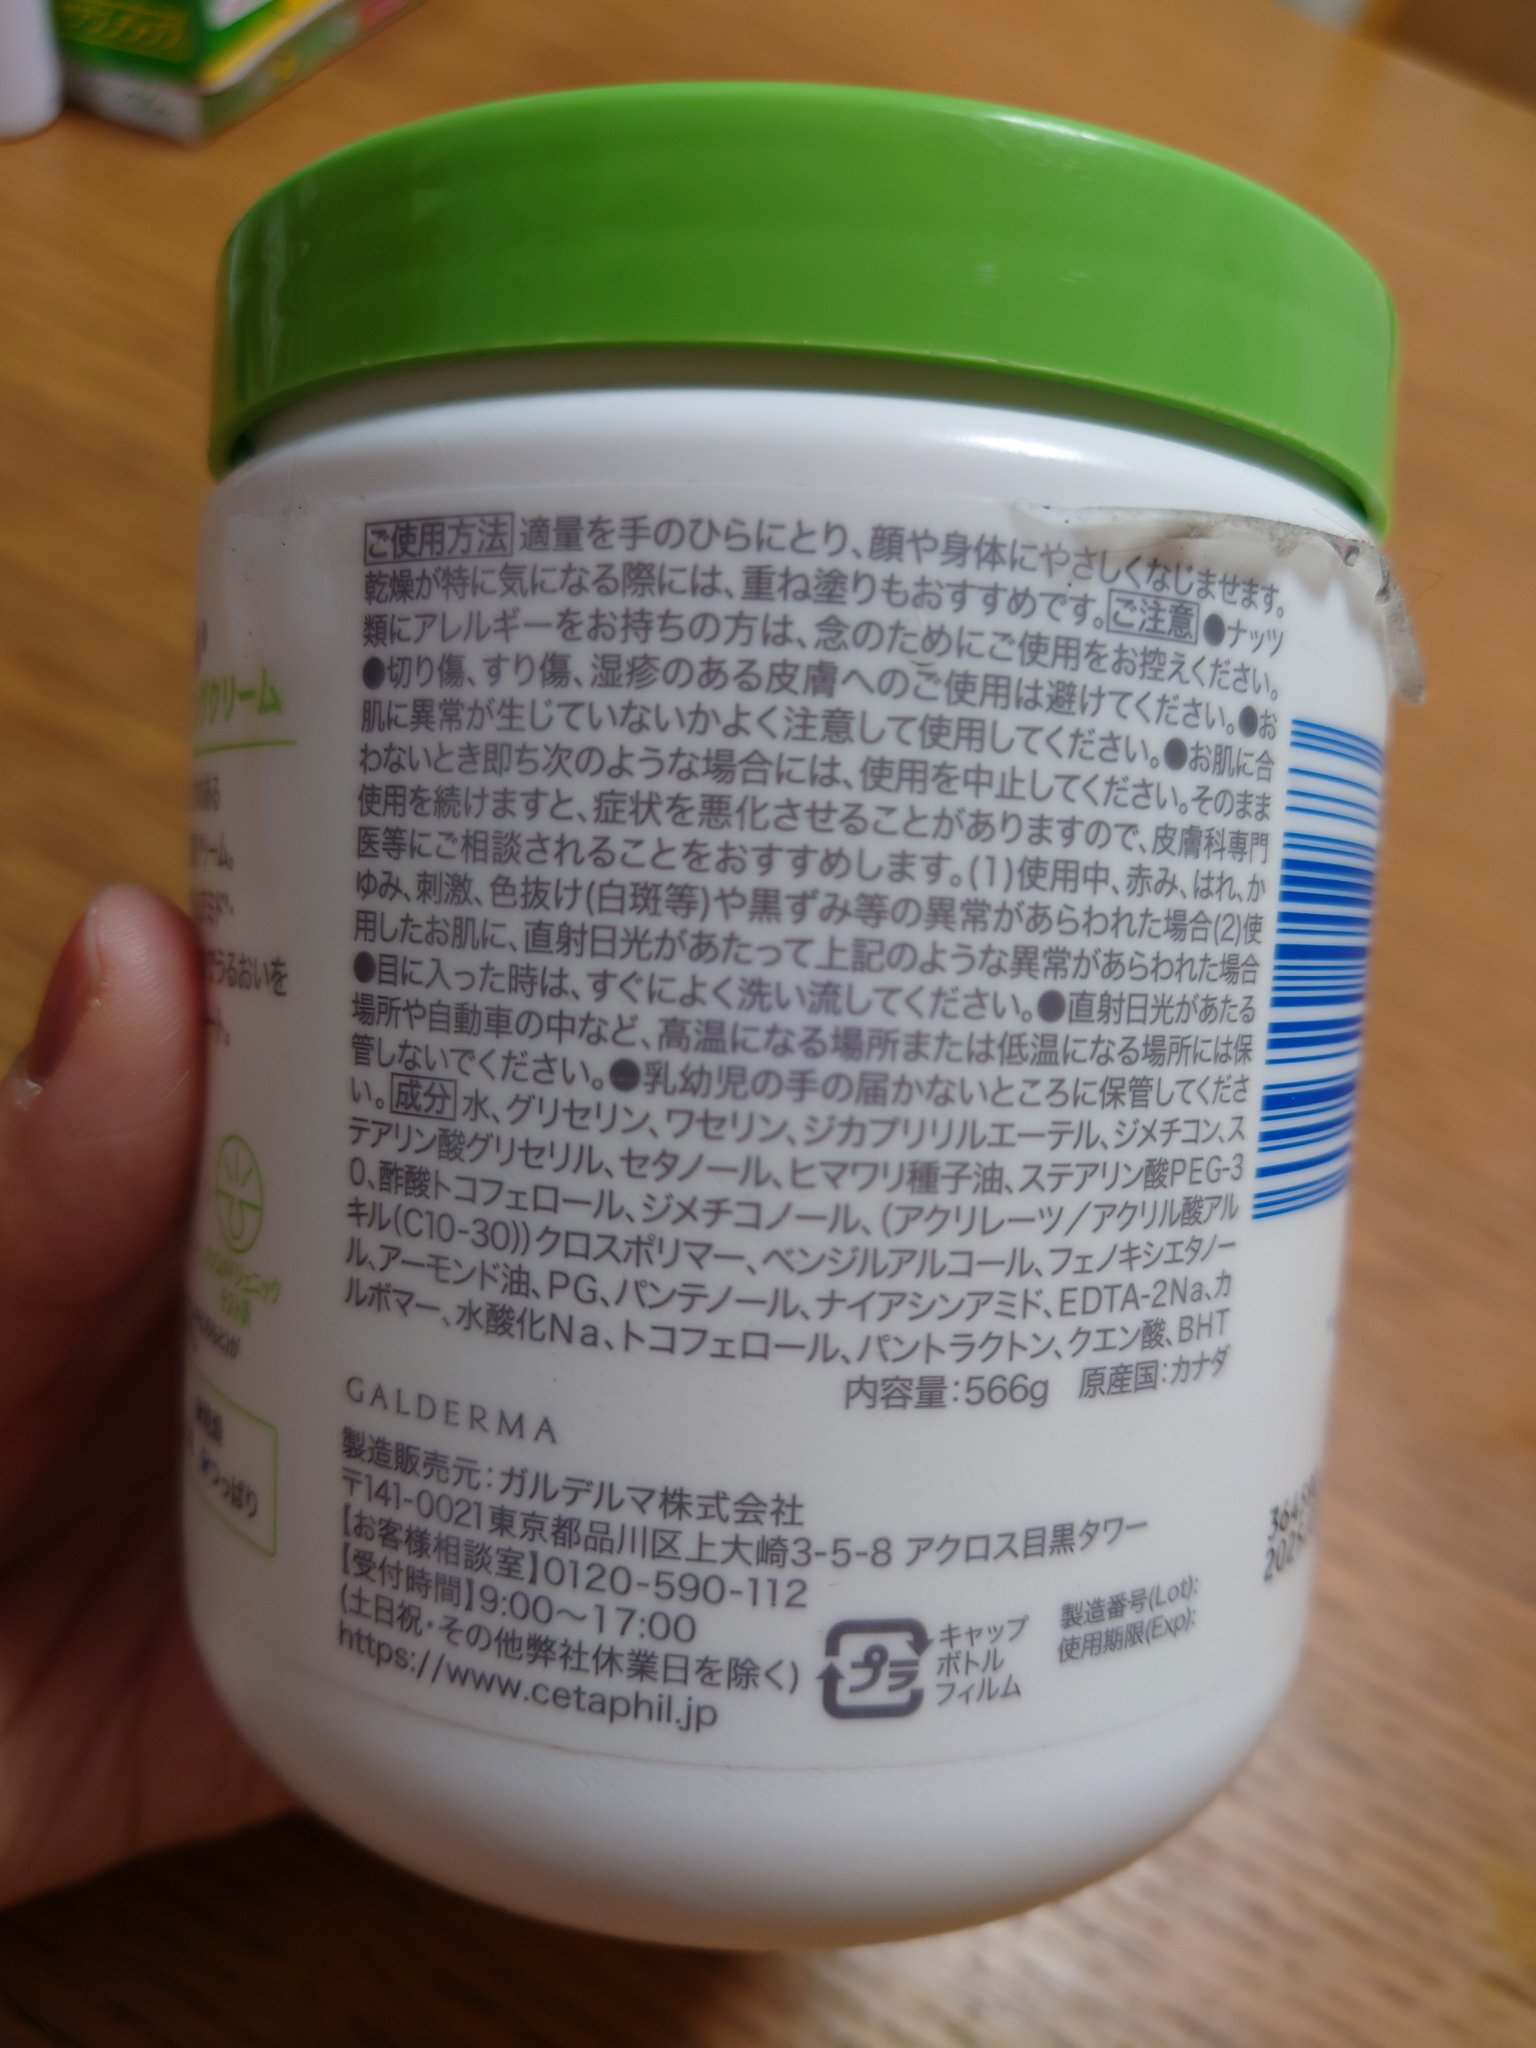 グクリーム
クリーム。
でうるおいを
ート。
つっぱり
ご使用方法 適量を手のひらにとり、顔や身体にやさしくなじませます。
乾燥が特に気になる際には、重ね塗りもおすすめです。ご注意 ●ナッツ
類にアレルギーをお持ちの方は、念のためにご使用をお控えください。
●切り傷、すり傷、湿疹のある皮膚へのご使用は避けてください。●お
肌に異常が生じていないかよく注意して使用してください。●お肌に合
わないとき即ち次のような場合には、使用を中止してください。そのまま
使用を続けますと、症状を悪化させることがありますので、皮膚科専門
医等にご相談されることをおすすめします。(1)使用中、赤み、はれ、か
ゆみ、刺激、色抜け(白斑等)や黒ずみ等の異常があらわれた場合(2)使
用したお肌に、直射日光があたって上記のような異常があらわれた場合
●目に入った時は、すぐによく洗い流してください。●直射日光があたる
場所や自動車の中など、高温になる場所または低温になる場所には保
管しないでください。●乳幼児の手の届かないところに保管してくださ
い。成分 水、グリセリン、ワセリン、ジカプリリルエーテル、ジメチコン、ス
テアリン酸グリセリル、セタノール、ヒマワリ種子油、ステアリン酸PEG-3
0、酢酸トコフェロール、ジメチコノール、(アクリレーツ/アクリル酸アル
キル(C10-30))クロスポリマー、ベンジルアルコール、フェノキシエタノー
ル、アーモンド油、PG、パンテノール、ナイアシンアミド、EDTA-2Na、カ
ルボマー、水酸化Na、トコフェロール、パントラクトン、クエン酸、BHT
内容量:566g 原産国:カナダ
GALDERMA
製造販売元:ガルデルマ株式会社
〒141-0021東京都品川区上大崎3-5-8 アクロス目黒タワー
【お客様相談室】0120-590-112
【受付時間】9:00～17:00
(土日祝・その他弊社休業日を除く)
https://www.cetaphil.jp
プラ
キャップ
ボトル
フィルム
製造番号(Lot):
使用期限(Exp):